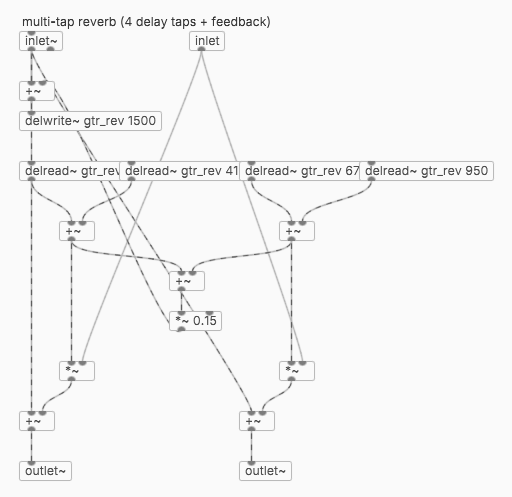 multi-tap reverb (4 delay taps + feedback)
inlet~
inlet
+~
delwrite~ gtr_rev 1500
delread~ gtr_rev
delread~ gtr_rev 41
delread~ gtr_rev 67
delread~ gtr_rev 950
+~
+~
+~
*~ 0.15
*~
*~
+~
+~
outlet~
outlet~